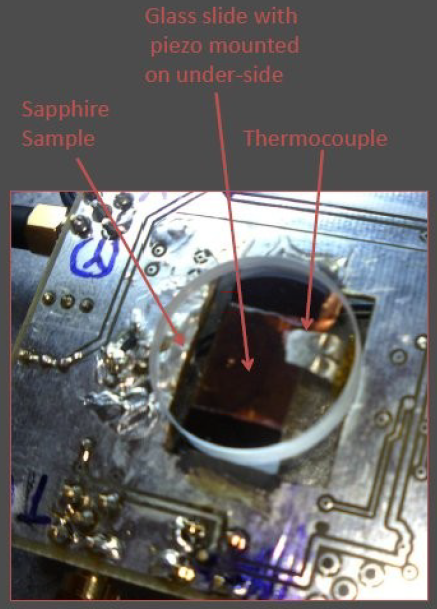 Glass slide with
piezo mounted
on under-side
Sapphire
Sample
Thermocouple